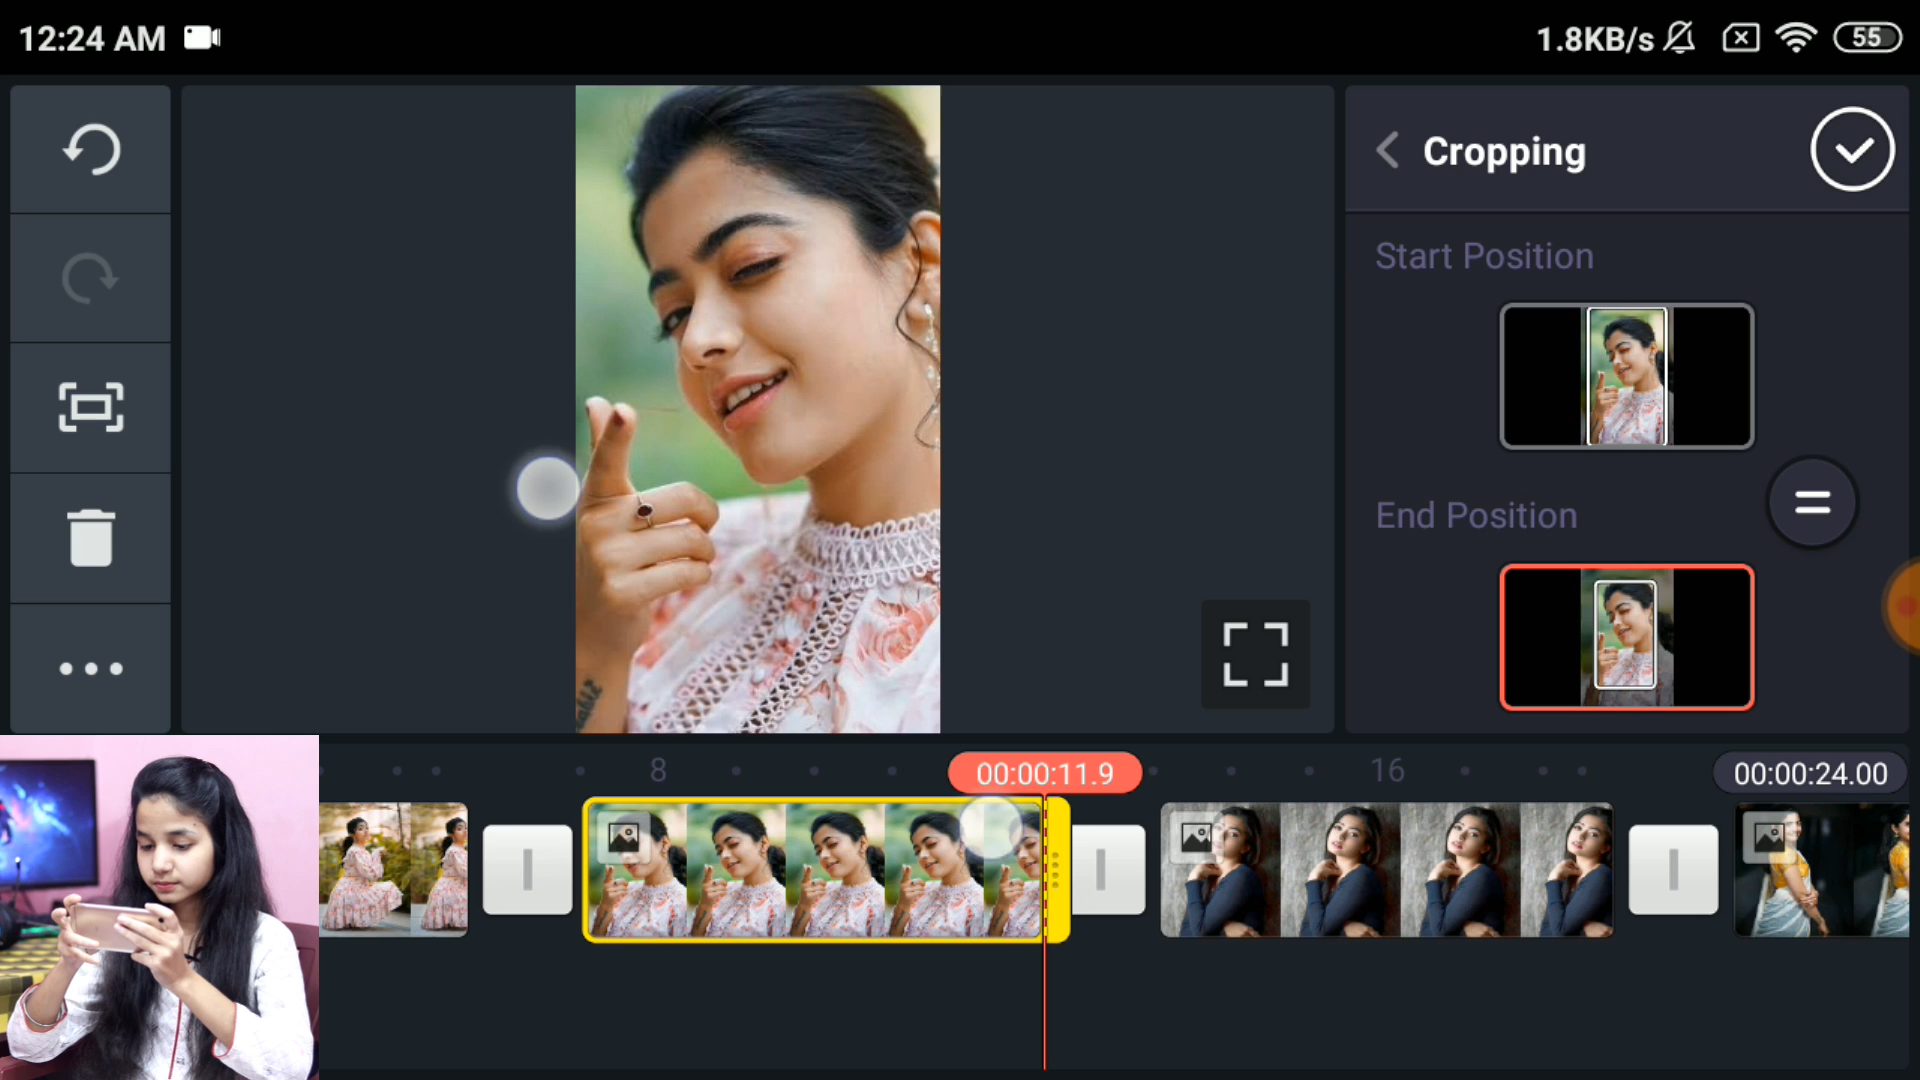 12:24 AM
1.8KB/s
55
Cropping
Start Position
End Position
8
00:00:11.9
16
00:00:24.00